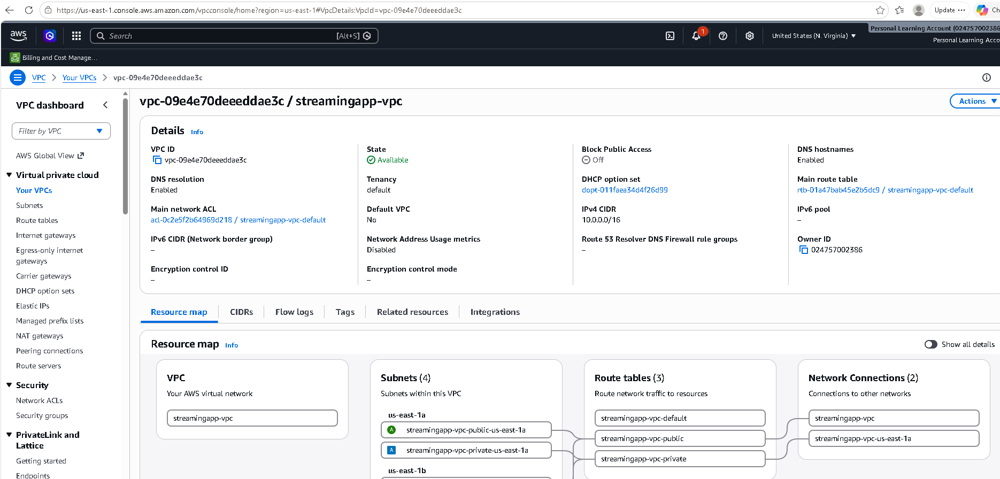 https://us-east-1.console.aws.amazon.com/vpcconsole/home?region=us-east-1#VpcDetails:VpcId=vpc-09e4e70deeeddae3c
Update
Ch
aws
Search
[Alt+S]
1
United States (N. Virginia)
Personal Learning Account (024757002386
Personal Learning Acco
Billing and Cost Manage...
VPC
Your VPCs
vpc-09e4e70deeeddae3c
VPC dashboard
Filter by VPC
AWS Global View
Virtual private cloud
Your VPCs
Subnets
Route tables
Internet gateways
Egress-only internet
gateways
Carrier gateways
DHCP option sets
Elastic IPs
Managed prefix lists
NAT gateways
Peering connections
Route servers
Security
Network ACLs
Security groups
PrivateLink and
Lattice
Getting started
Endpoints
vpc-09e4e70deeeddae3c / streamingapp-vpc
Actions
Details
Info
VPC ID
vpc-09e4e70deeeddae3c
State
Available
Block Public Access
Off
DNS hostnames
Enabled
DNS resolution
Enabled
Tenancy
default
DHCP option set
dopt-011faea34d4f26d99
Main route table
rtb-01a47bab45e2b5dc9 / streamingapp-vpc-default
Main network ACL
acl-0c2e5f2b64969d218 / streamingapp-vpc-default
Default VPC
No
IPv4 CIDR
10.0.0.0/16
IPv6 pool
–
IPv6 CIDR (Network border group)
–
Network Address Usage metrics
Disabled
Route 53 Resolver DNS Firewall rule groups
–
Owner ID
024757002386
Encryption control ID
–
Encryption control mode
–
Resource map
CIDRs
Flow logs
Tags
Related resources
Integrations
Resource map
Info
Show all details
VPC
Your AWS virtual network
streamingapp-vpc
Subnets (4)
Subnets within this VPC
us-east-1a
A streamingapp-vpc-public-us-east-1a
A streamingapp-vpc-private-us-east-1a
us-east-1b
Route tables (3)
Route network traffic to resources
streamingapp-vpc-default
streamingapp-vpc-public
streamingapp-vpc-private
Network Connections (2)
Connections to other networks
streamingapp-vpc
streamingapp-vpc-us-east-1a